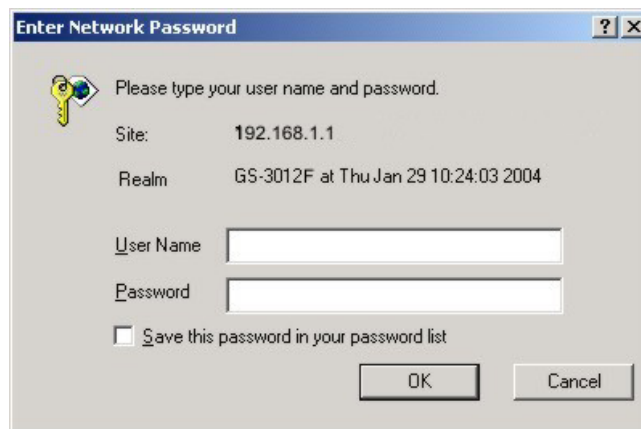 Enter Network Password
? X
Please type your user name and password.
Site: 192.168.1.1
Realm GS-3012F at Thu Jan 29 10:24:03 2004
User Name
Password
Save this password in your password list
OK Cancel